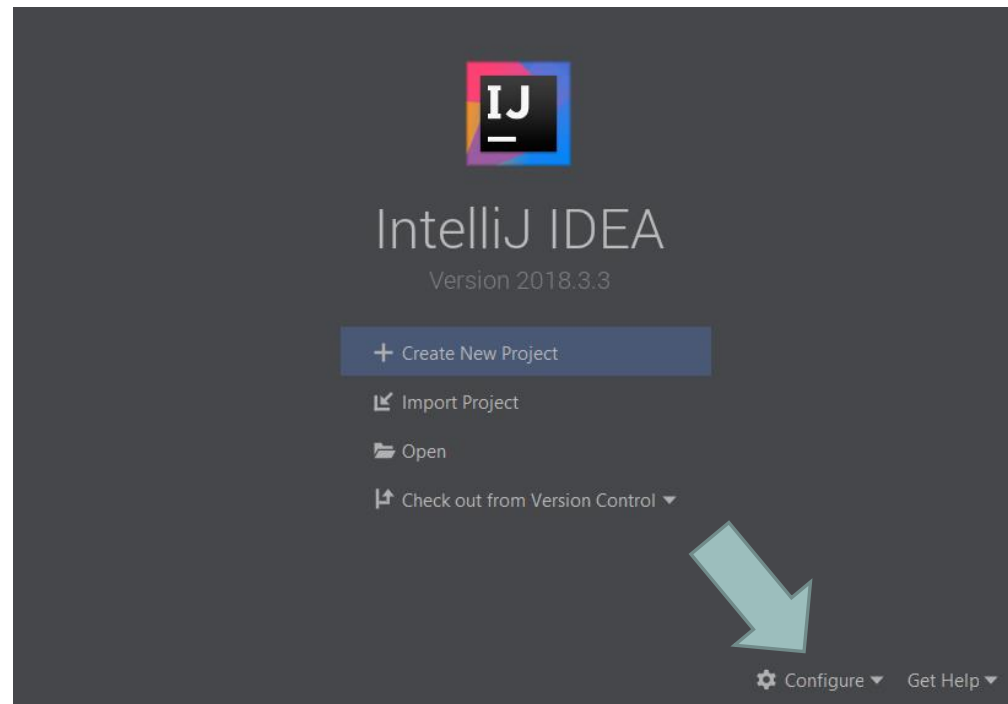 IJ
IntelliJ IDEA
Version 2018.3.3
Create New Project
Import Project
Open
Check out from Version Control
Configure Get Help